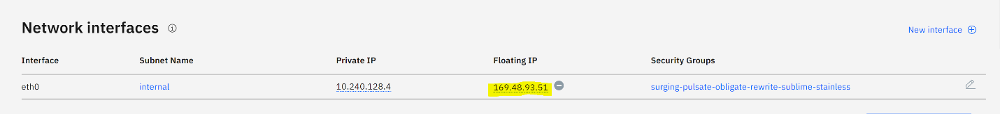 Network interfaces
New interface
Interface Subnet Name Private IP Floating IP Security Groups
eth0 internal 10.240.128.4 169.48.93.51 surging-pulsate-obligate-rewrite-sublime-stainless